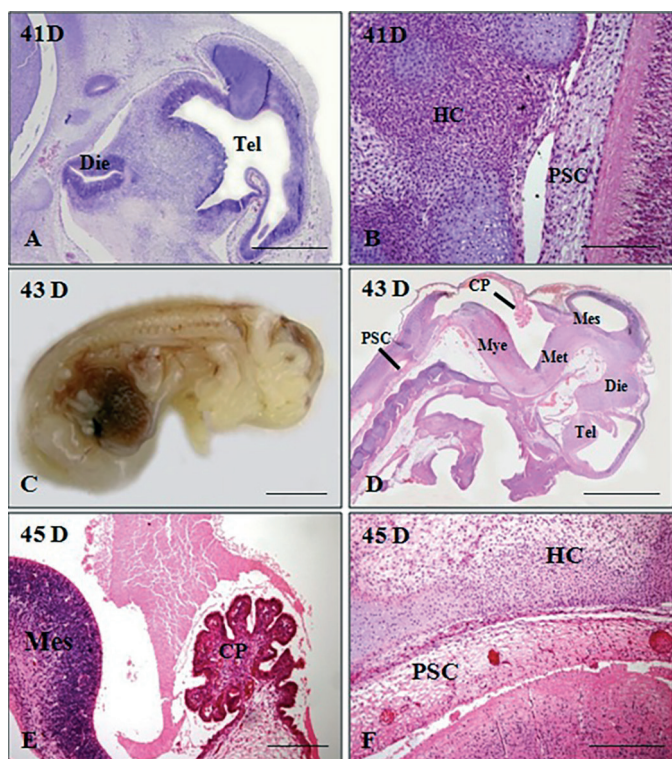 41D
Tel
Die
A
41D
HC
PSC
B
43 D
C
43 D
CP
PSC
Mes
Mye
Met
Die
Tel
D
45 D
Mes
CP
E
45 D
HC
PSC
F